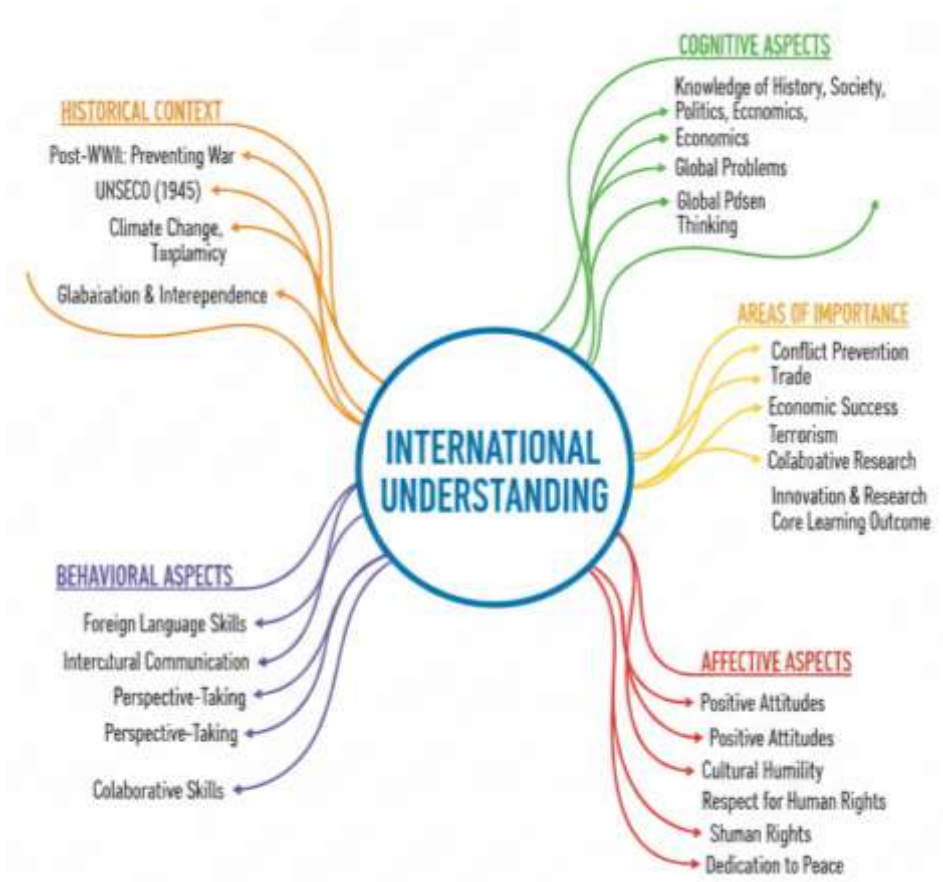 COGNITIVE ASPECTS
Knowledge of History, Society,
Politics, Ecrnomics,
Economics
Global Problems
Global Pdsen
Thinking
HISTORICAL CONTEXT
Post-WWII: Preventing War
UNSECO (1945)
Climate Change,
Tasplamicy
Glabaration & Interependence
AREAS OF IMPORTANCE
Conflict Prevention
Trade
Economic Success
Terrorism
Colaboative Research
Innovation & Research
Core Learning Outcome
INTERNATIONAL
UNDERSTANDING
BEHAVIORAL ASPECTS
Foreign Language Skills
Intercutural Communication
Perspective-Taking
Perspective-Taking
Colaborative Skills
AFFECTIVE ASPECTS
Positive Attitudes
Positive Attitudes
Cultural Humility
Respect for Human Rights
Shuman Rights
Dedication to Peace